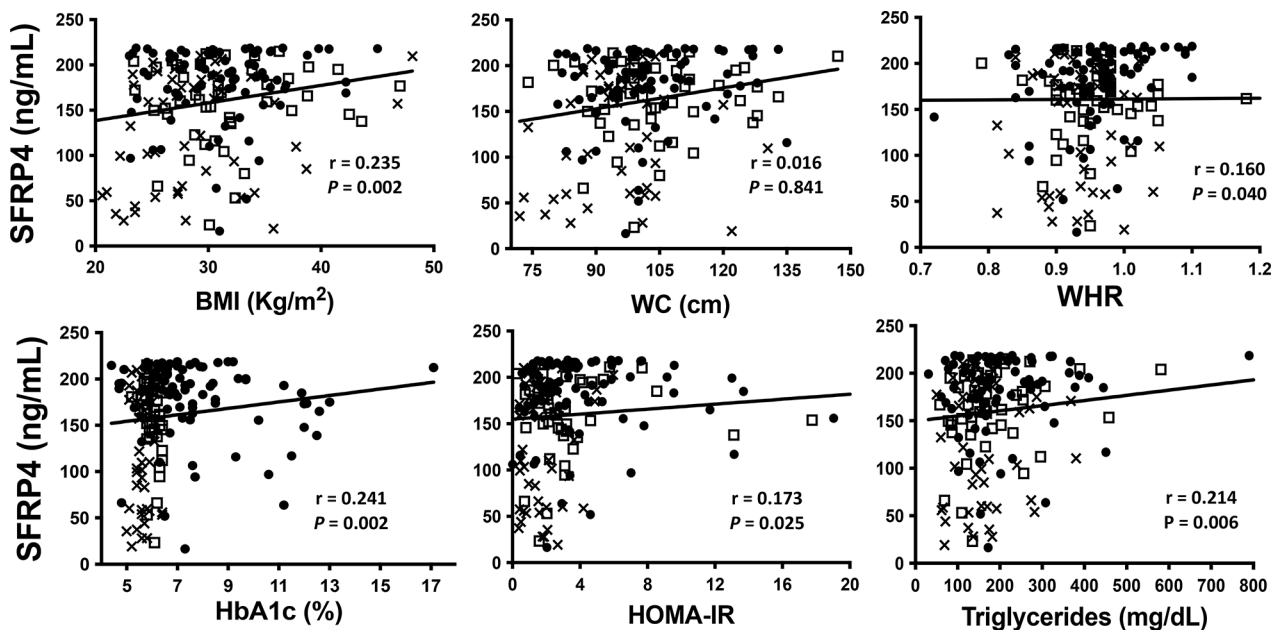 SFRP4 (ng/mL)
250
200
150
100
50
0
r = 0.235
P = 0.002
20 30 40 50
BMI (Kg/m²)
250
200
150
100
50
0
r = 0.016
P = 0.841
75 90 105 120 135 150
WC (cm)
250
200
150
100
50
0
r = 0.160
P = 0.040
0.7 0.8 0.9 1.0 1.1 1.2
WHR
SFRP4 (ng/mL)
250
200
150
100
50
0
r = 0.241
P = 0.002
5 7 9 11 13 15 17
HbA1c (%)
250
200
150
100
50
0
r = 0.173
P = 0.025
0 4 8 12 16 20
HOMA-IR
250
200
150
100
50
0
r = 0.214
P = 0.006
0 100 200 300 400 500 600 700 800
Triglycerides (mg/dL)